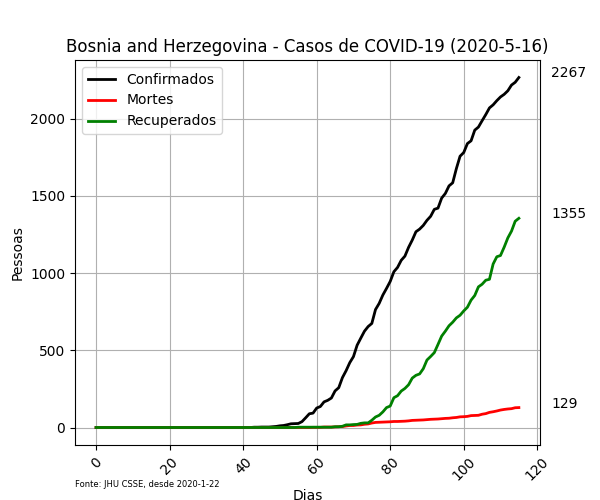 Bosnia and Herzegovina - Casos de COVID-19 (2020-5-16)
Confirmados
Mortes
Recuperados
2267
1355
129
Pessoas
2000
1500
1000
500
0
0 20 40 60 80 100 120
Fonte: JHU CSSE, desde 2020-1-22
Dias